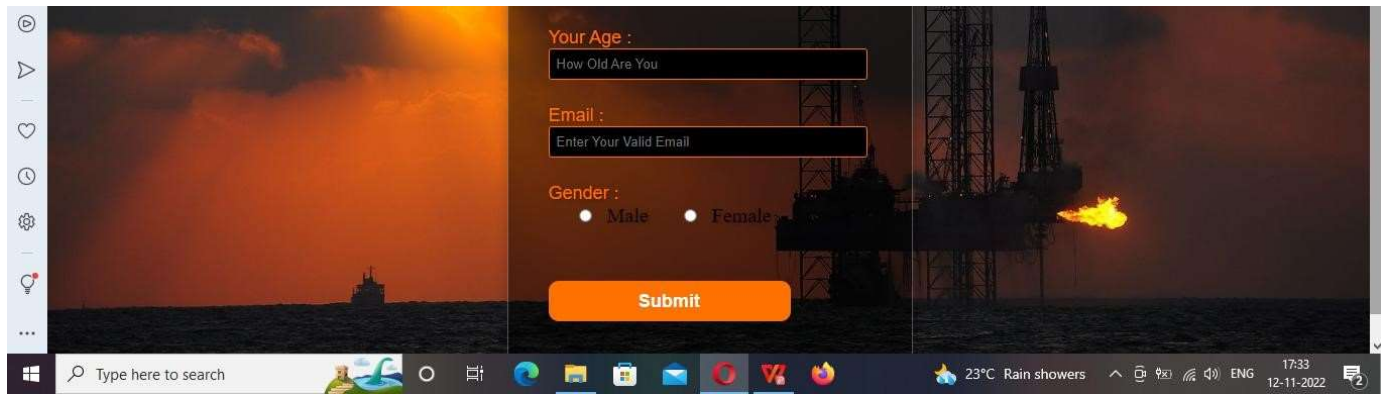 Your Age :
How Old Are You
Email :
Enter Your Valid Email
Gender :
Male Female
Submit
Type here to search
23°C Rain showers
ENG
17:33
12-11-2022
2